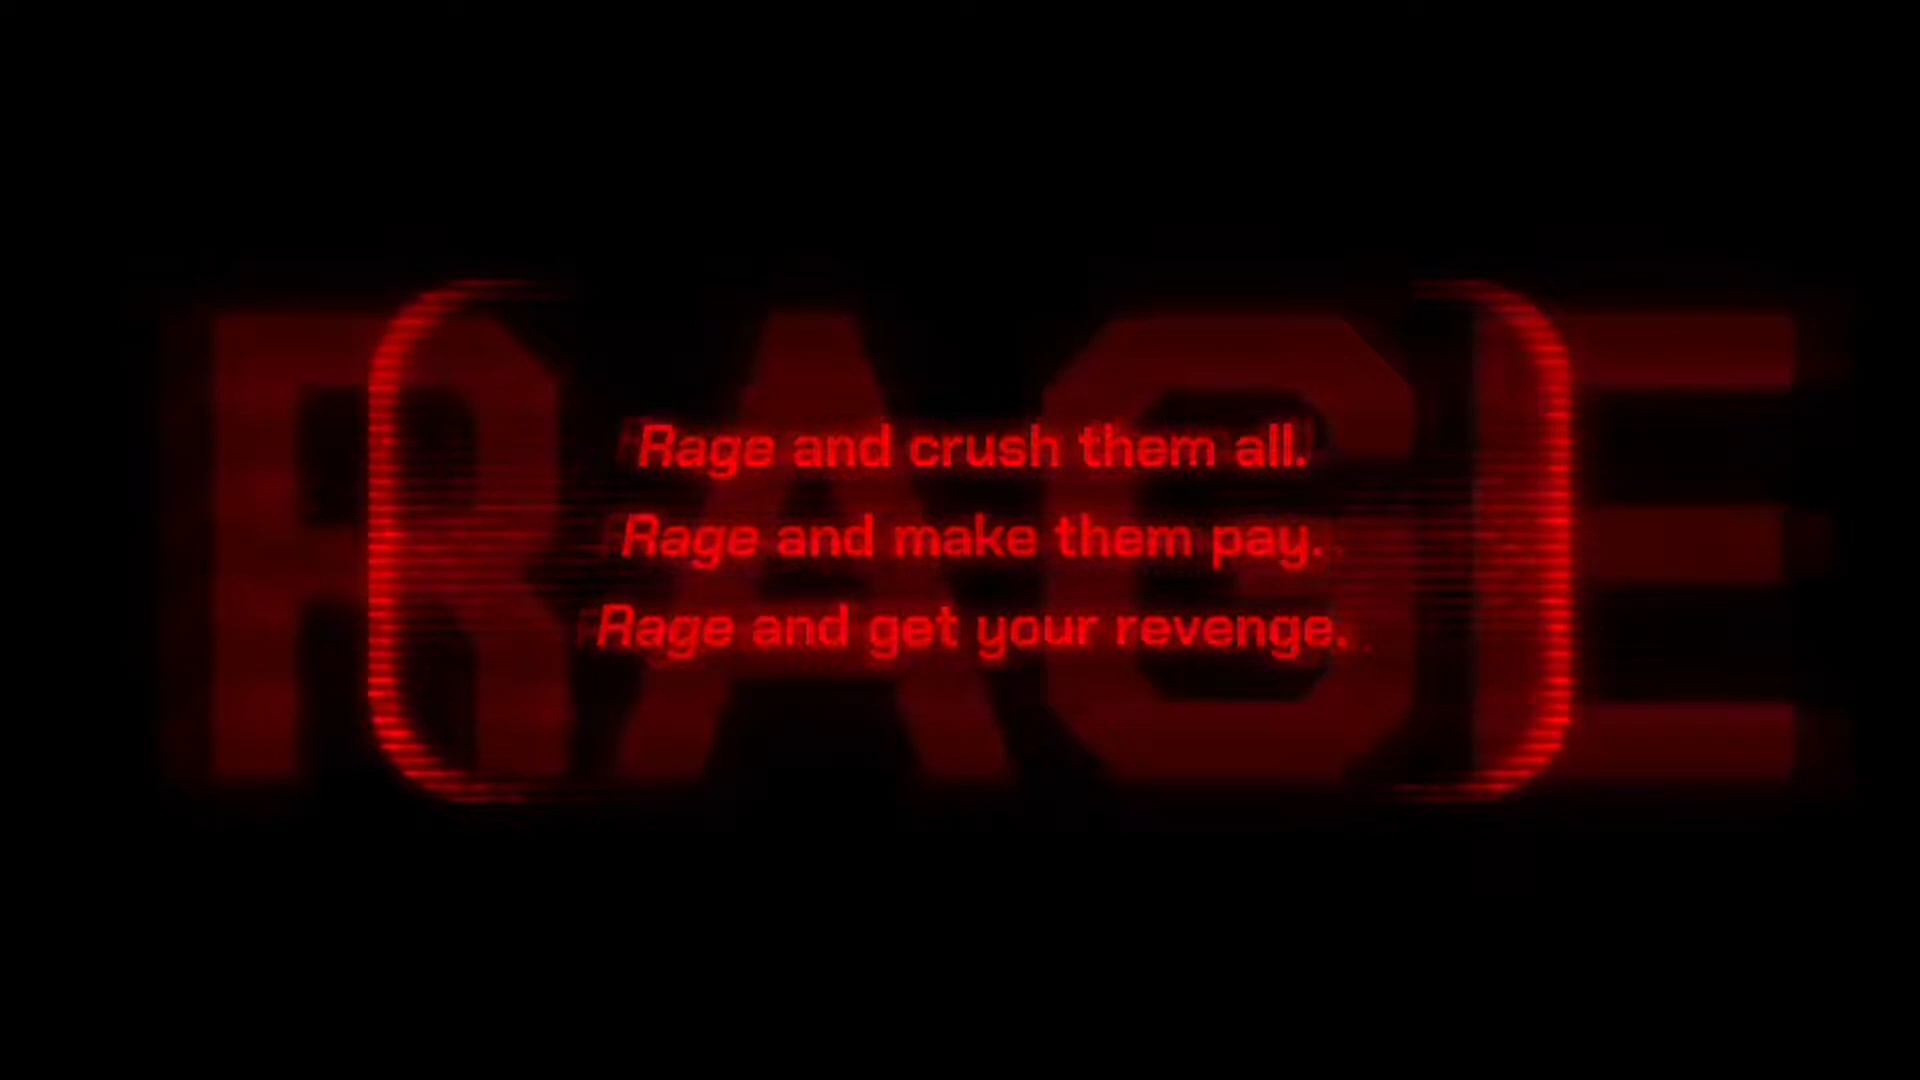 RAGE
Rage and crush them all.
Rage and make them pay.
Rage and get your revenge.